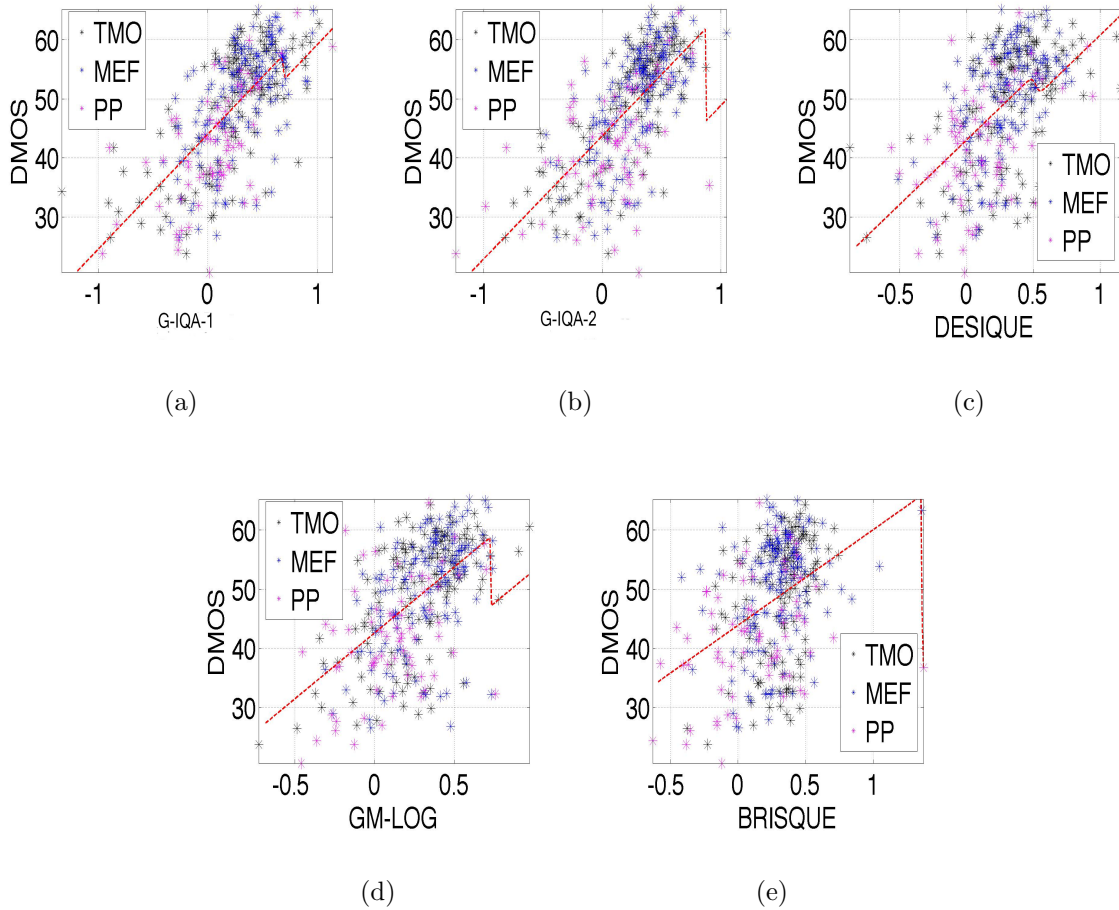 60
50
40
30
DMOS
TMO
MEF
PP
-1
0
1
G-IQA-1
(a)
60
50
40
30
DMOS
TMO
MEF
PP
-1
0
1
G-IQA-2
(b)
60
50
40
30
DMOS
TMO
MEF
PP
-0.5
0
0.5
1
DESIQUE
(c)
60
50
40
30
DMOS
TMO
MEF
PP
-0.5
0
0.5
GM-LOG
(d)
60
50
40
30
DMOS
TMO
MEF
PP
-0.5
0
0.5
1
BRISQUE
(e)